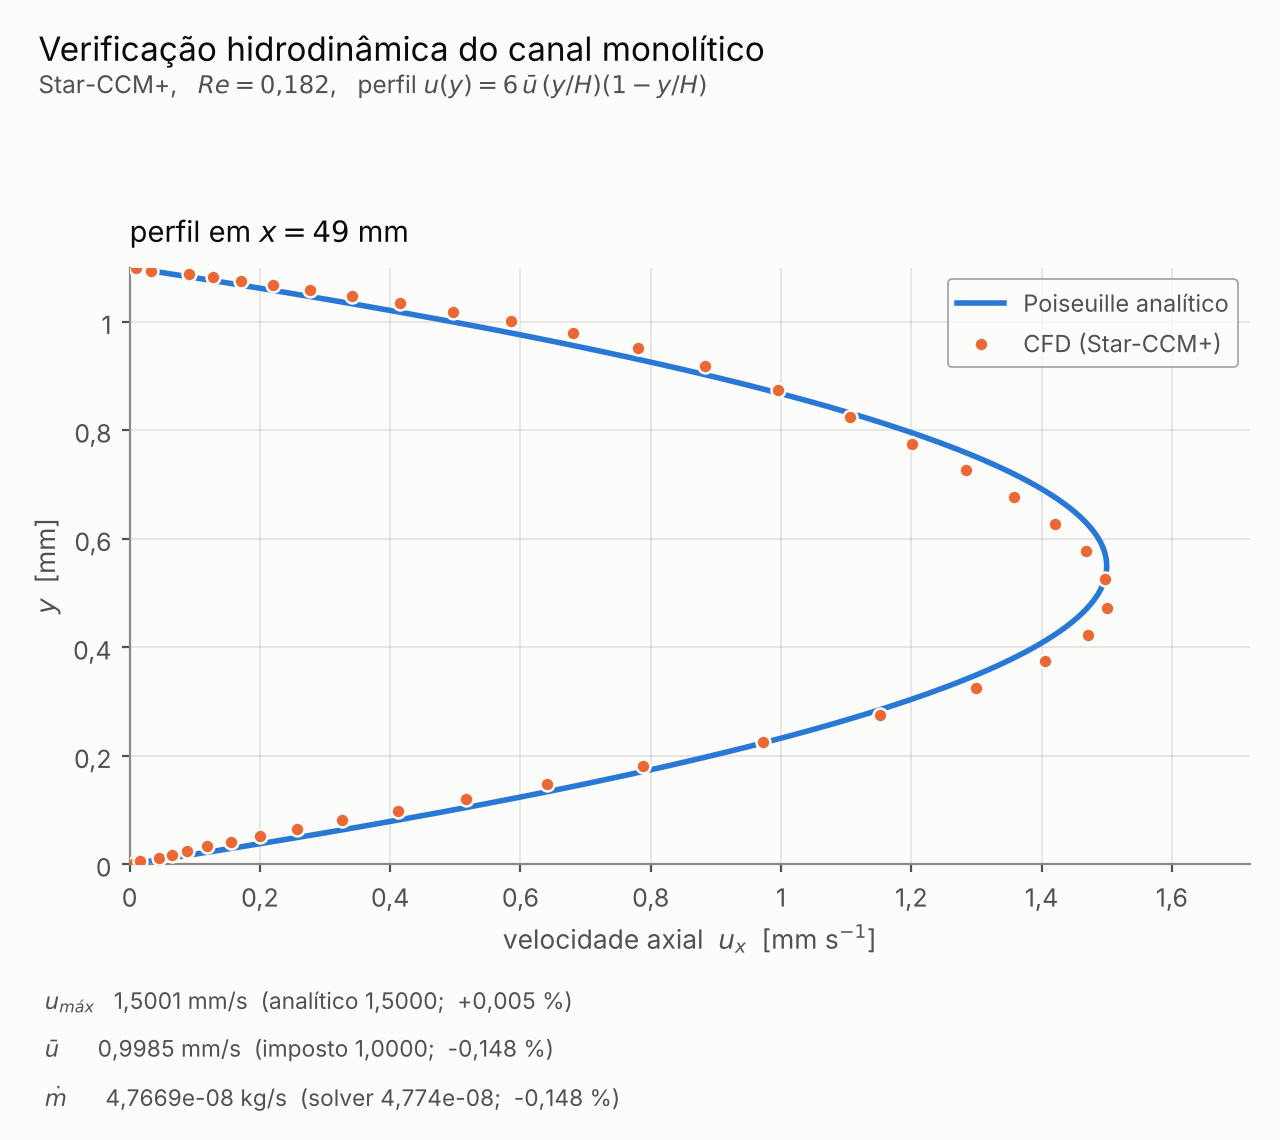 Verificação hidrodinâmica do canal monolítico
Star-CCM+, Re = 0,182, perfil u(y) = 6 ū (y/H)(1 − y/H)
perfil em x = 49 mm
Poiseuille analítico
CFD (Star-CCM+)
1
0,8
0,6
0,4
0,2
0
y [mm]
0 0,2 0,4 0,6 0,8 1 1,2 1,4 1,6
velocidade axial uₓ [mm s⁻¹]
u_máx 1,5001 mm/s (analítico 1,5000; +0,005 %)
ū 0,9985 mm/s (imposto 1,0000; -0,148 %)
ṁ 4,7669e-08 kg/s (solver 4,774e-08; -0,148 %)